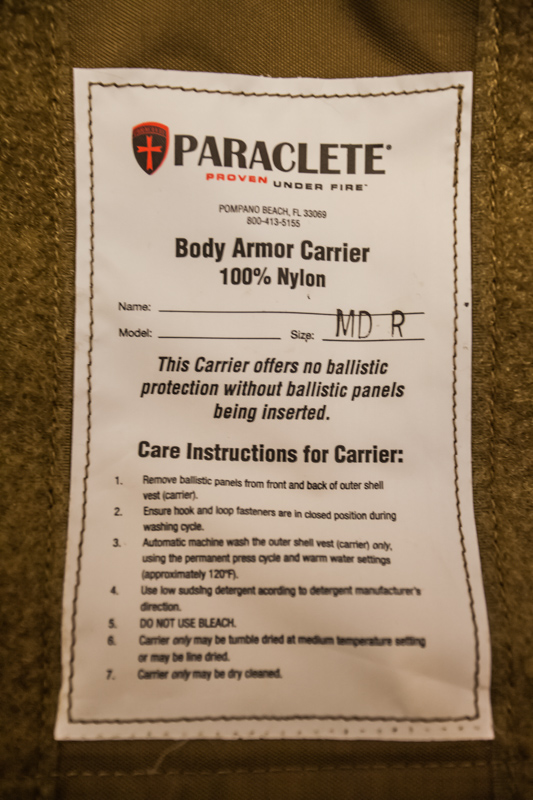 PARACLETE®
PROVEN UNDER FIRE™
POMPANO BEACH, FL 33069
800-413-5155
Body Armor Carrier
100% Nylon
Name:
Model: Size: MD R
This Carrier offers no ballistic
protection without ballistic panels
being inserted.
Care Instructions for Carrier:
1. Remove ballistic panels from front and back of outer shell
vest (carrier).
2. Ensure hook and loop fasteners are in closed position during
washing cycle.
3. Automatic machine wash the outer shell vest (carrier) only,
using the permanent press cycle and warm water settings
(approximately 120°F).
4. Use low sudsing detergent acording to detergent manufacturer's
direction.
5. DO NOT USE BLEACH.
6. Carrier only may be tumble dried at medium temperature setting
or may be line dried.
7. Carrier only may be dry cleaned.